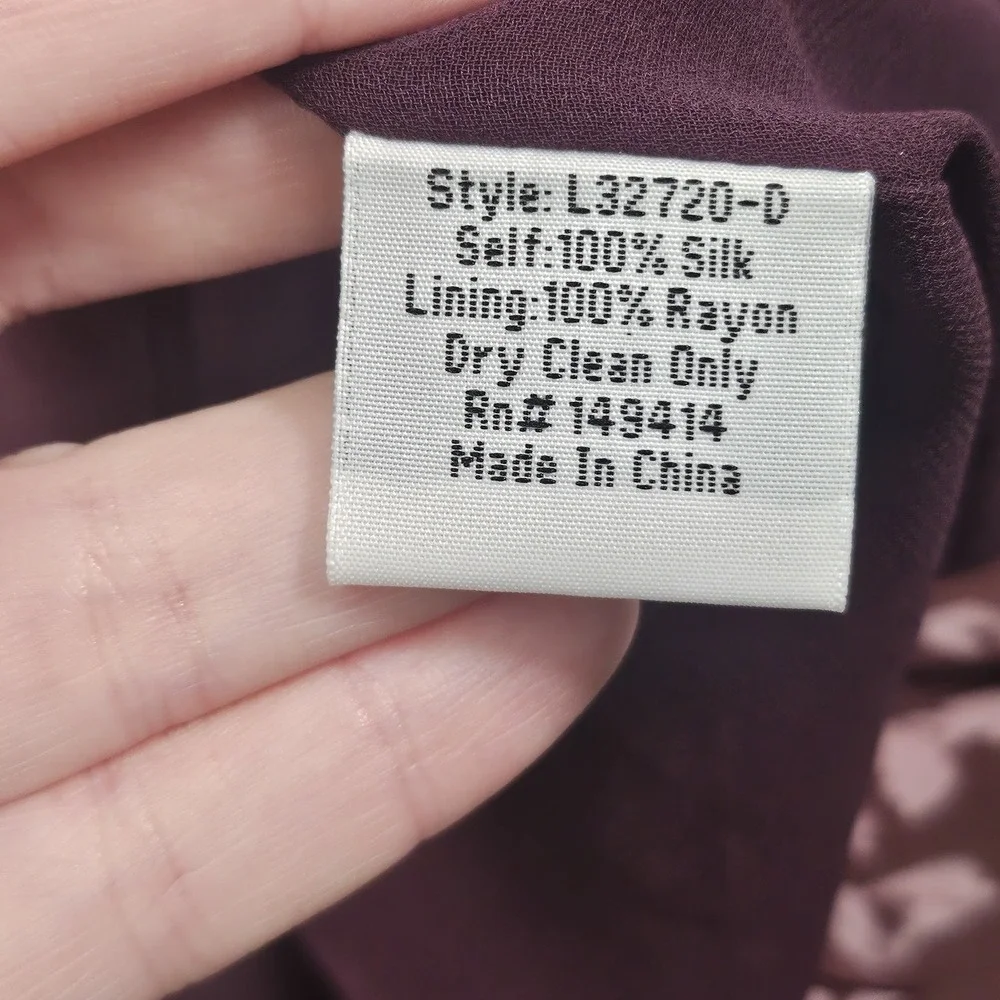 Style: L32720-D
Self:100% Silk
Lining:100% Rayon
Dry Clean Only
Rn# 149414
Made In China